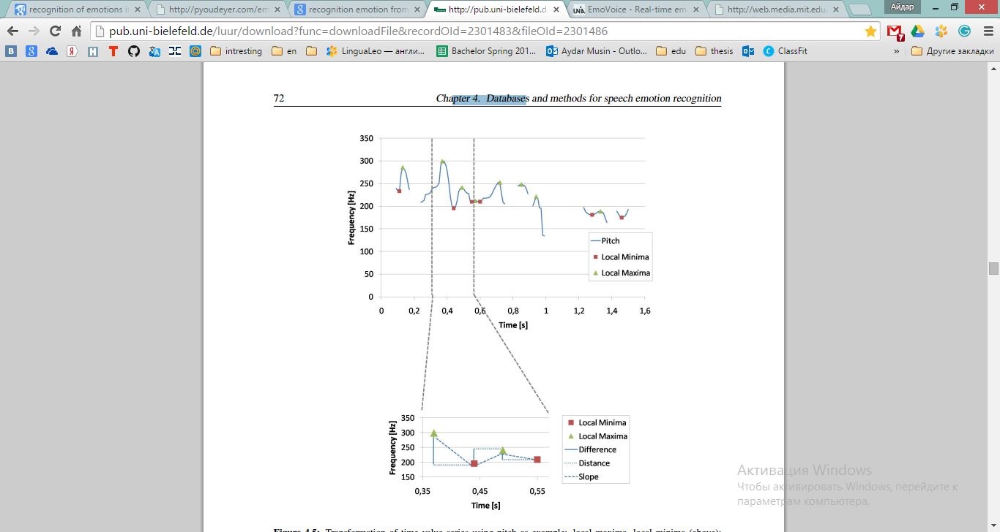 recognition of emotions i
http://pyoudeyer.com/em
recognition emotion from
http://pub.uni-bielefeld.d
EmoVoice - Real-time em
http://web.media.mit.edu
Айдар
pub.uni-bielefeld.de/luur/download?func=downloadFile&recordOId=2301483&fileOId=2301486
intresting
en
LinguaLeo — англи...
Bachelor Spring 201...
Aydar Musin - Outlo...
edu
thesis
ClassFit
»
Другие закладки
72 Chapter 4. Databases and methods for speech emotion recognition
350
300
250
200
150
100
50
0
Frequency [Hz]
0 0,2 0,4 0,6 0,8 1 1,2 1,4 1,6
Time [s]
Pitch
Local Minima
Local Maxima
350
300
250
200
150
Frequency [Hz]
0,35 0,45 0,55
Time [s]
Local Minima
Local Maxima
Difference
Distance
Slope
Активация Windows
Чтобы активировать Windows, перейдите к
параметрам компьютера.
Figure 4.5: Transformation of time value series using pitch as example: local maxima, local minima (above);